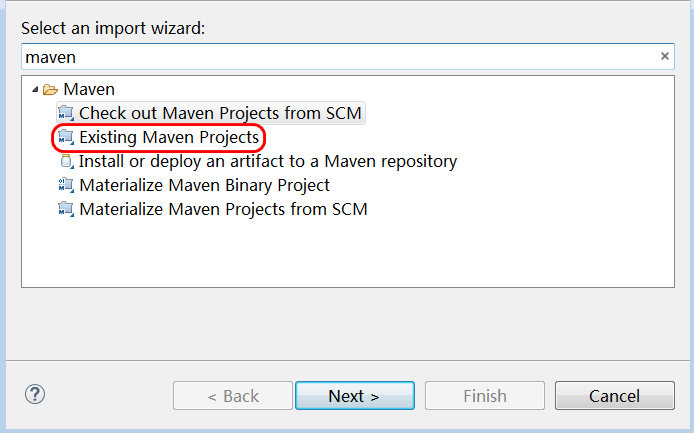 Select an import wizard:
maven
Maven
Check out Maven Projects from SCM
Existing Maven Projects
Install or deploy an artifact to a Maven repository
Materialize Maven Binary Project
Materialize Maven Projects from SCM
? < Back Next > Finish Cancel